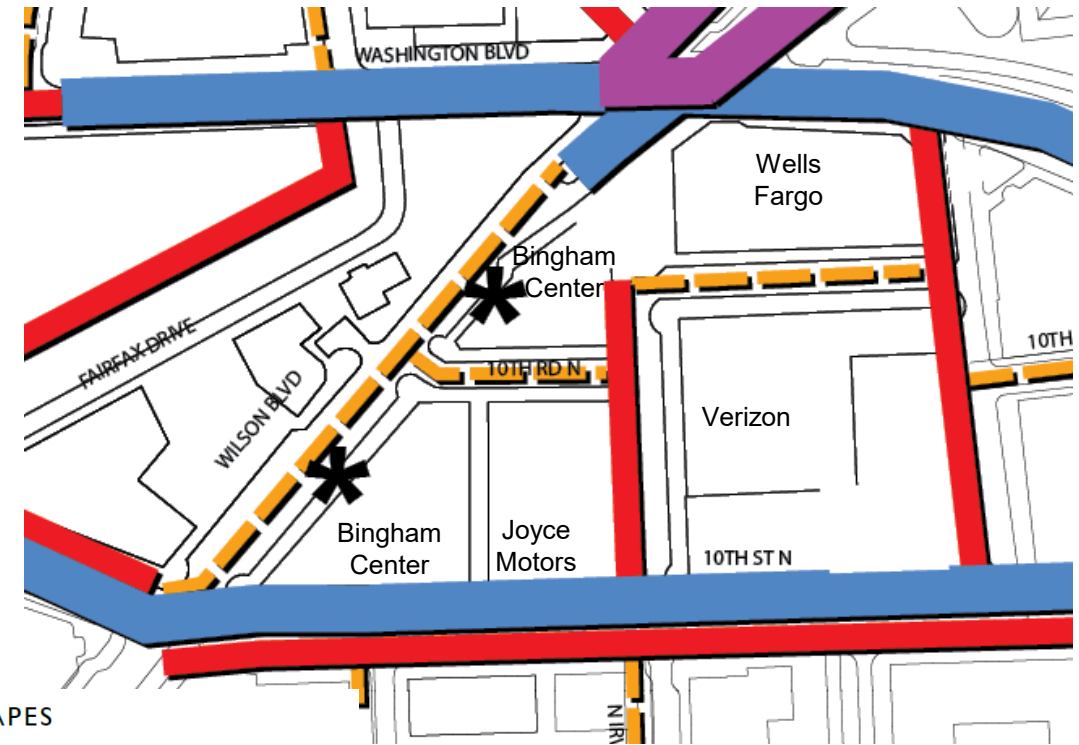 WASHINGTON BLVD
Wells
Fargo
Bingham
Center
FAIRFAX DRIVE
10TH
10TH RD N
WILSON BLVD
Verizon
Bingham
Center
Joyce
Motors
10TH ST N
APES
N IRV